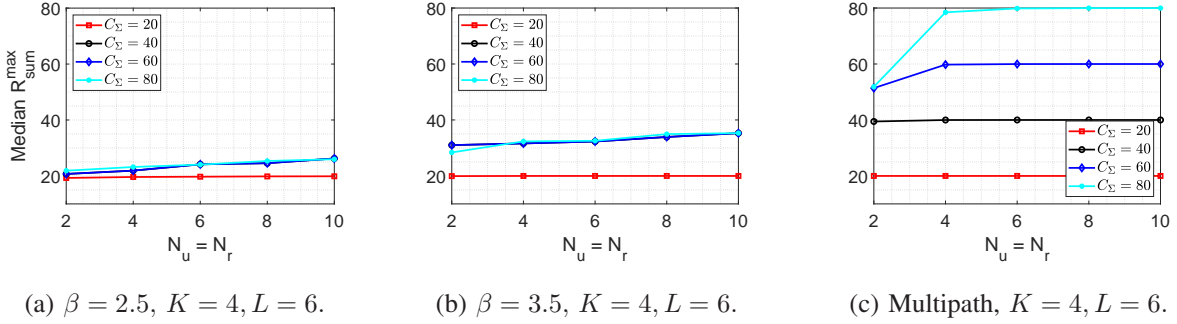 Median R_sum^max
80
60
40
20
2 4 6 8 10
N_u = N_r
C_Σ = 20
C_Σ = 40
C_Σ = 60
C_Σ = 80
(a) β = 2.5, K = 4, L = 6.
80
60
40
20
2 4 6 8 10
N_u = N_r
C_Σ = 20
C_Σ = 40
C_Σ = 60
C_Σ = 80
(b) β = 3.5, K = 4, L = 6.
80
60
40
20
2 4 6 8 10
N_u = N_r
C_Σ = 20
C_Σ = 40
C_Σ = 60
C_Σ = 80
(c) Multipath, K = 4, L = 6.